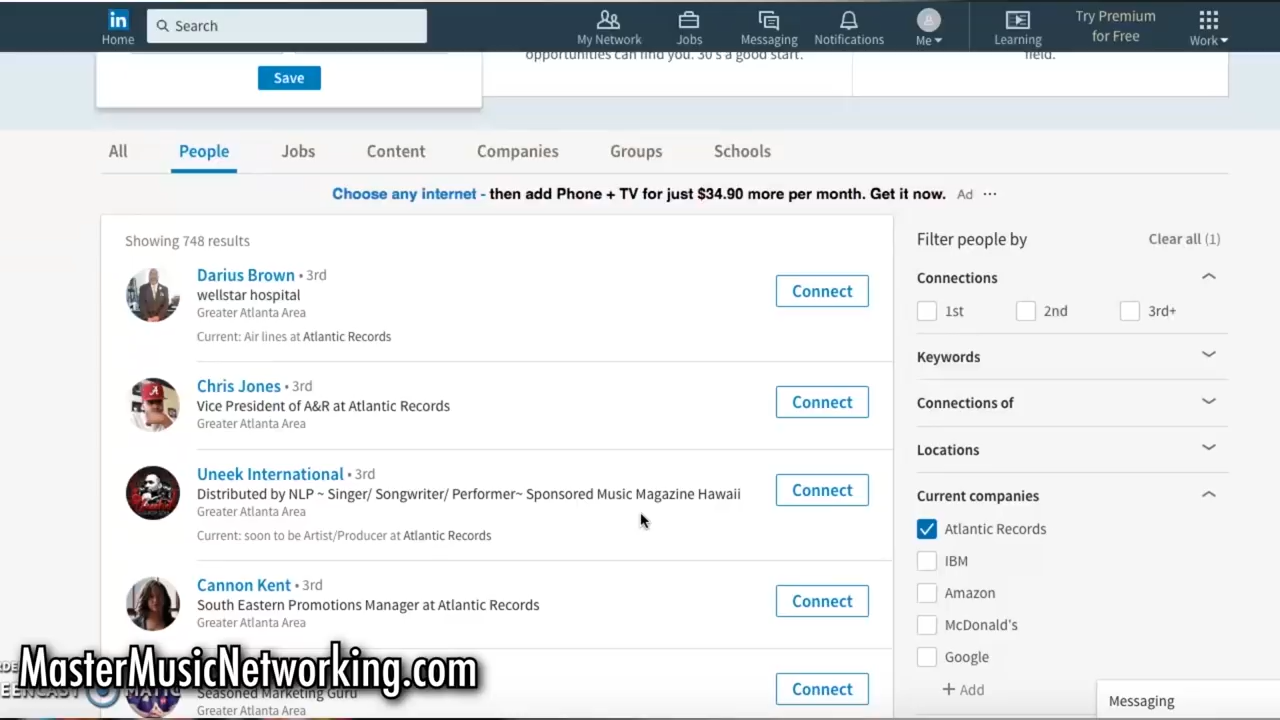 in
Search
Home
My Network
Jobs
Messaging
Notifications
Me
Learning
Try Premium for Free
Work
opportunities can find you. 30's a good start.
field.
Save
All
People
Jobs
Content
Companies
Groups
Schools
Choose any internet - then add Phone + TV for just $34.90 more per month. Get it now. Ad ...
Showing 748 results
Darius Brown • 3rd
wellstar hospital
Greater Atlanta Area
Current: Air lines at Atlantic Records
Connect
Chris Jones • 3rd
Vice President of A&R at Atlantic Records
Greater Atlanta Area
Connect
Uneek International • 3rd
Distributed by NLP ~ Singer/ Songwriter/ Performer~ Sponsored Music Magazine Hawaii
Greater Atlanta Area
Current: soon to be Artist/Producer at Atlantic Records
Connect
Cannon Kent • 3rd
South Eastern Promotions Manager at Atlantic Records
Greater Atlanta Area
Connect
Seasoned Marketing Guru
Greater Atlanta Area
Connect
Filter people by
Clear all (1)
Connections
1st
2nd
3rd+
Keywords
Connections of
Locations
Current companies
Atlantic Records
IBM
Amazon
McDonald's
Google
+ Add
Messaging
MasterMusicNetworking.com